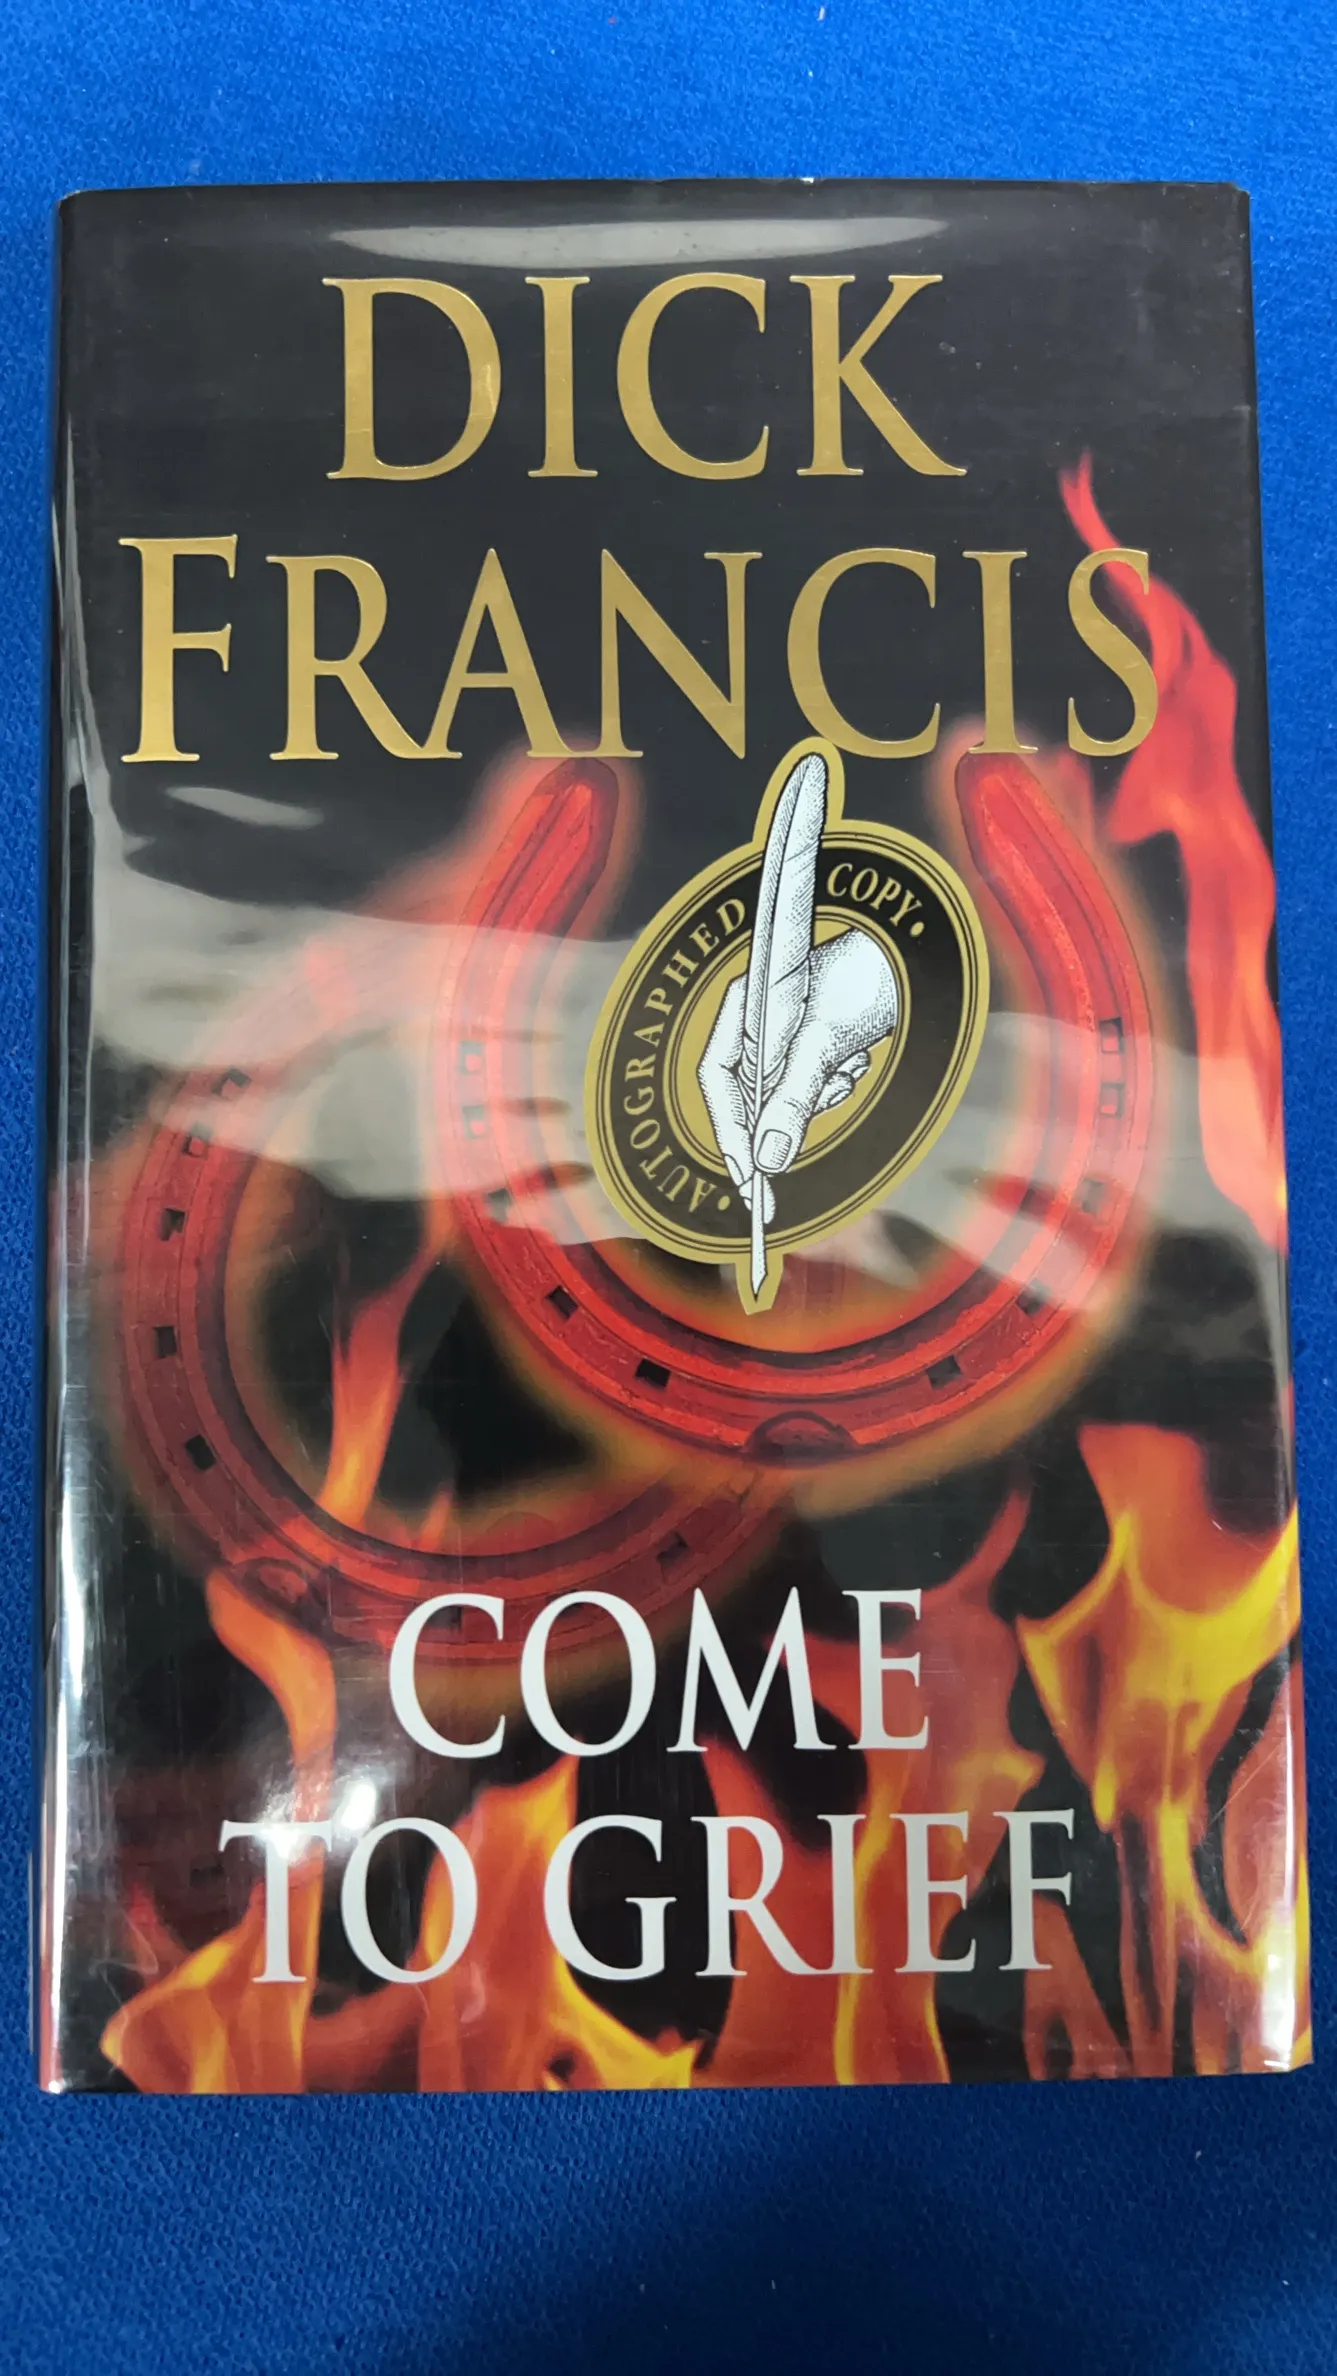 DICK
FRANCIS
• AUTOGRAPHED COPY •
COME
TO GRIEF